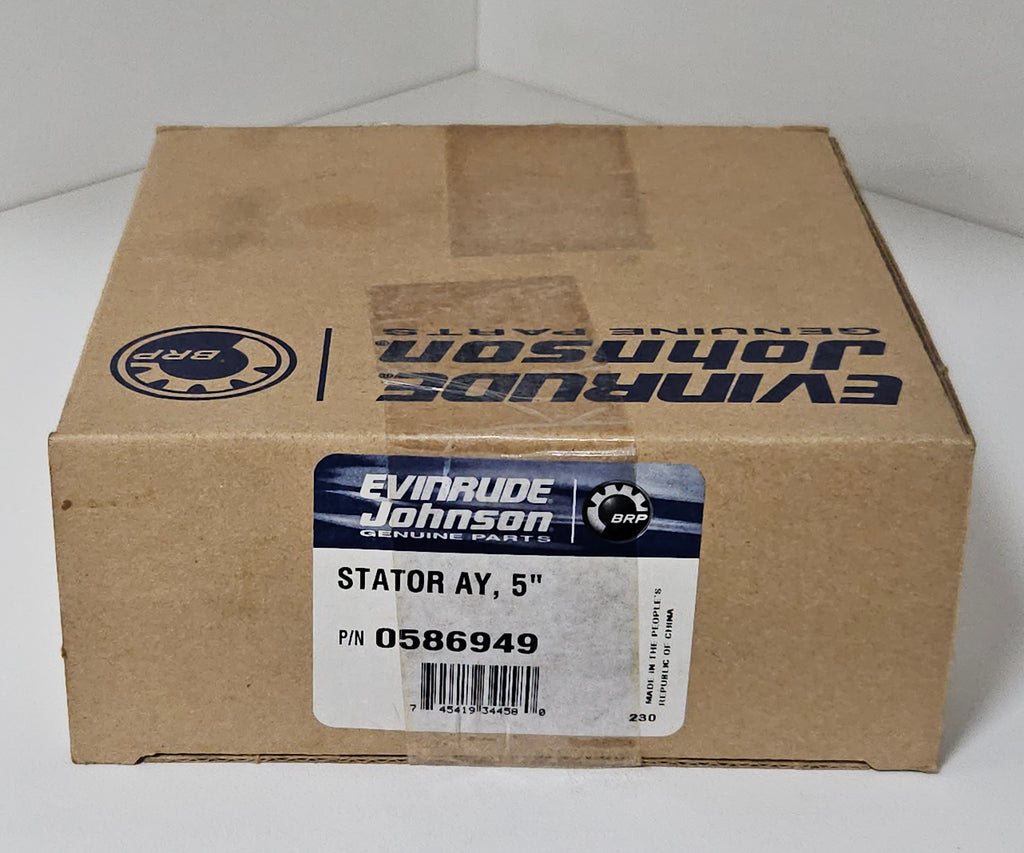 EVINRUDE
Johnson
GENUINE PARTS
BRP
EVINRUDE
Johnson
GENUINE PARTS
BRP
STATOR AY, 5"
P/N 0586949
7 45419 34458 0
230
MADE IN THE PEOPLE'S
REPUBLIC OF CHINA